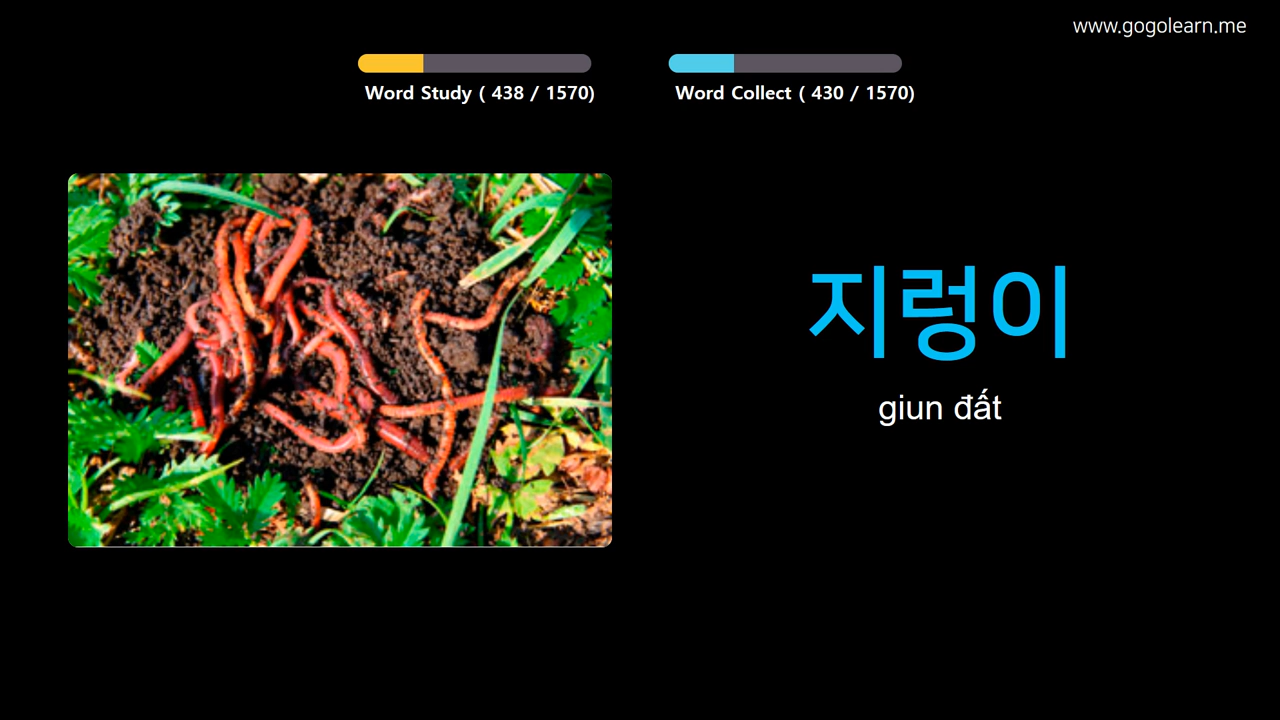 www.gogolearn.me
Word Study ( 438 / 1570)
Word Collect ( 430 / 1570)
지렁이
giun đất